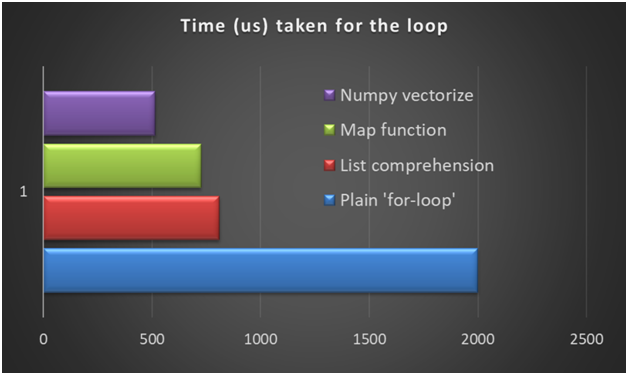 Time (us) taken for the loop
Numpy vectorize
Map function
List comprehension
Plain 'for-loop'
1
0 500 1000 1500 2000 2500